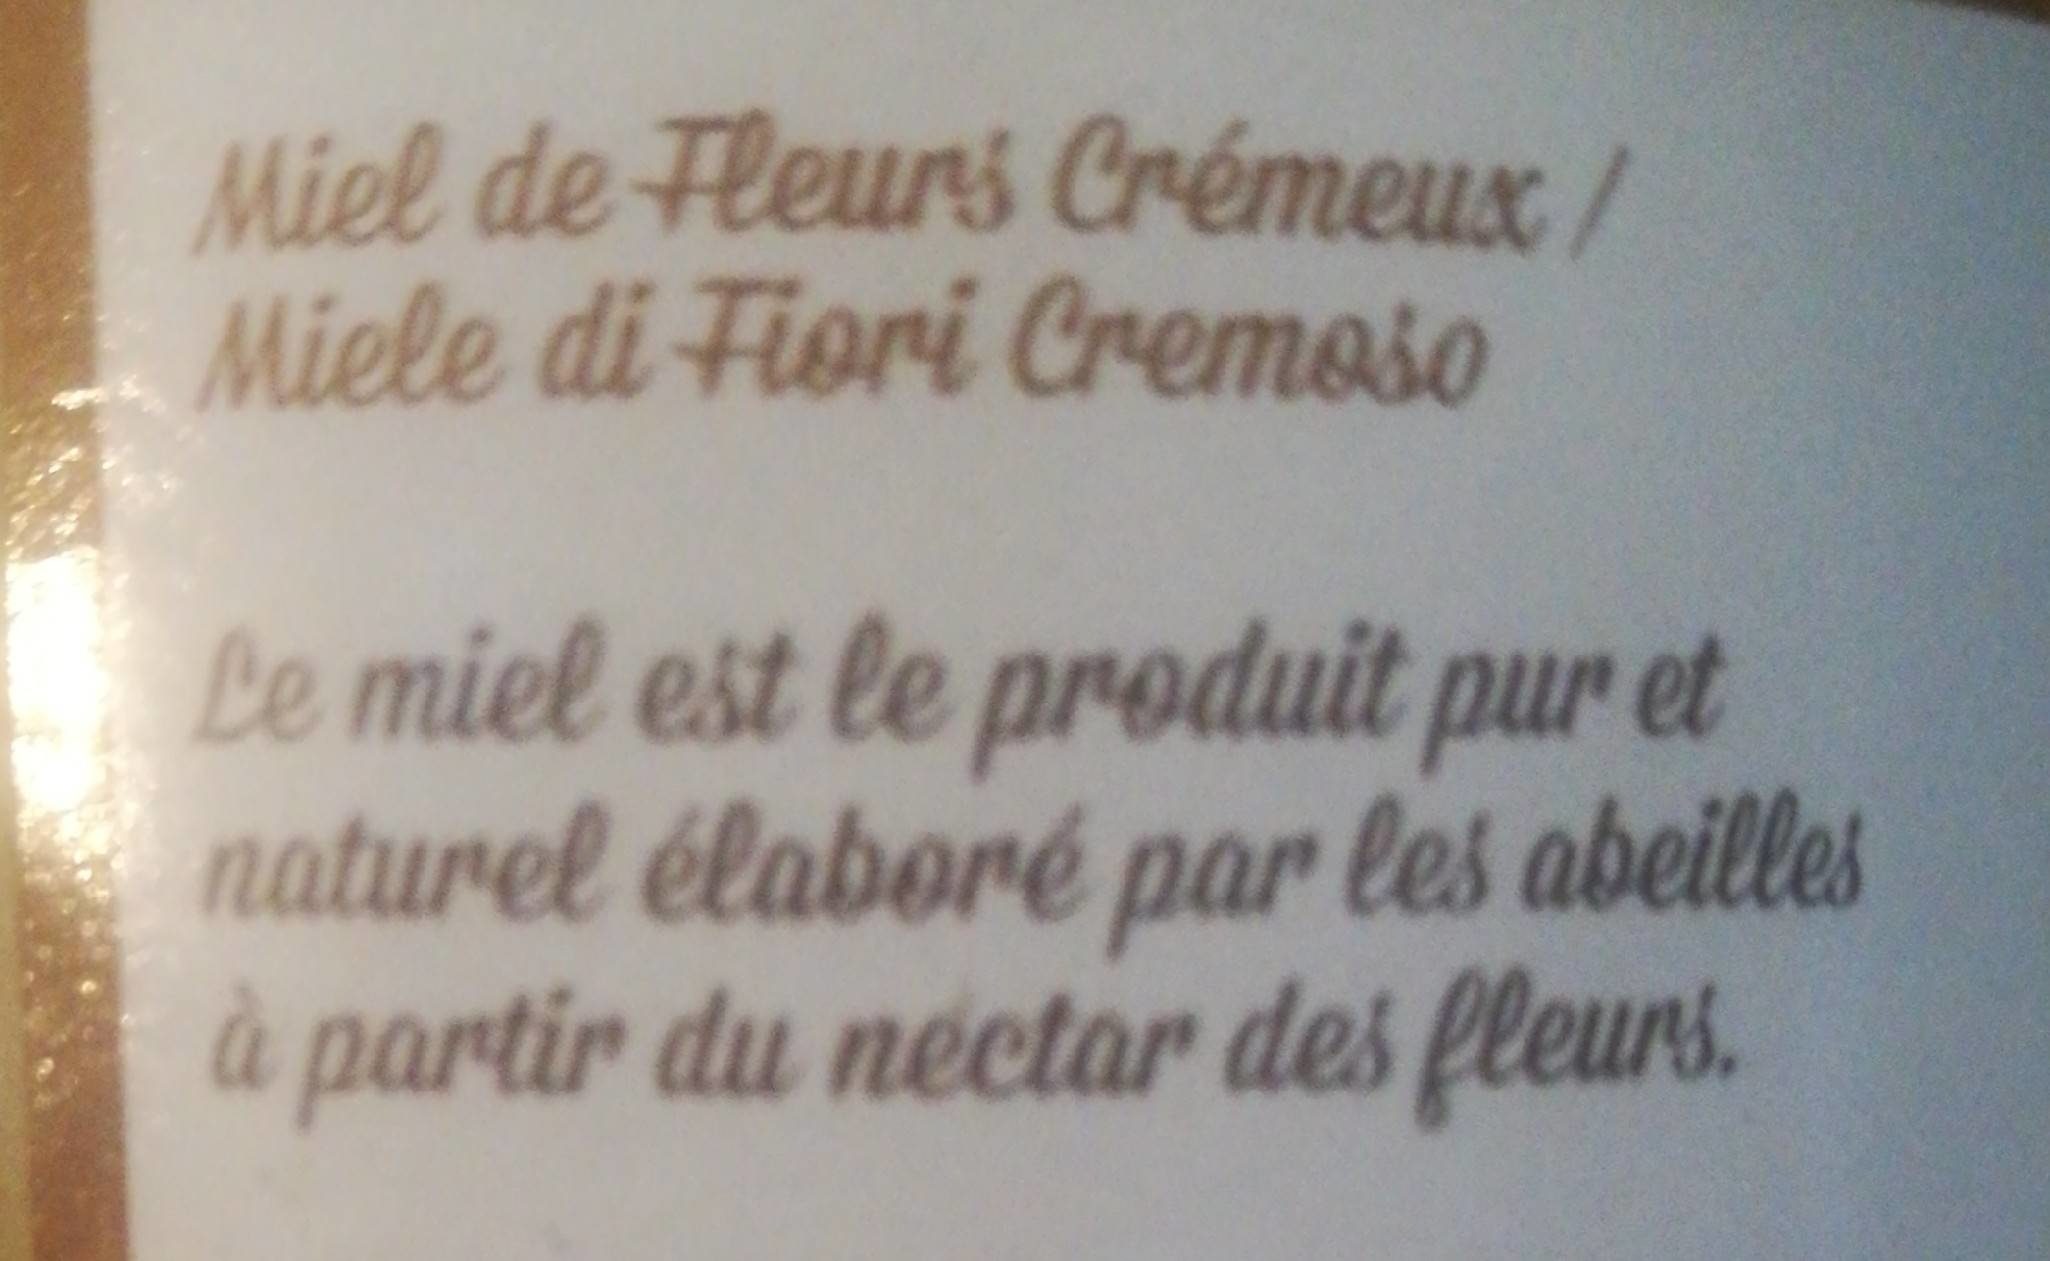 Miel de Fleurs Crémeux /
Miele di Fiori Cremoso
Le miel est le produit pur et
naturel élaboré par les abeilles
à partir du nectar des fleurs.